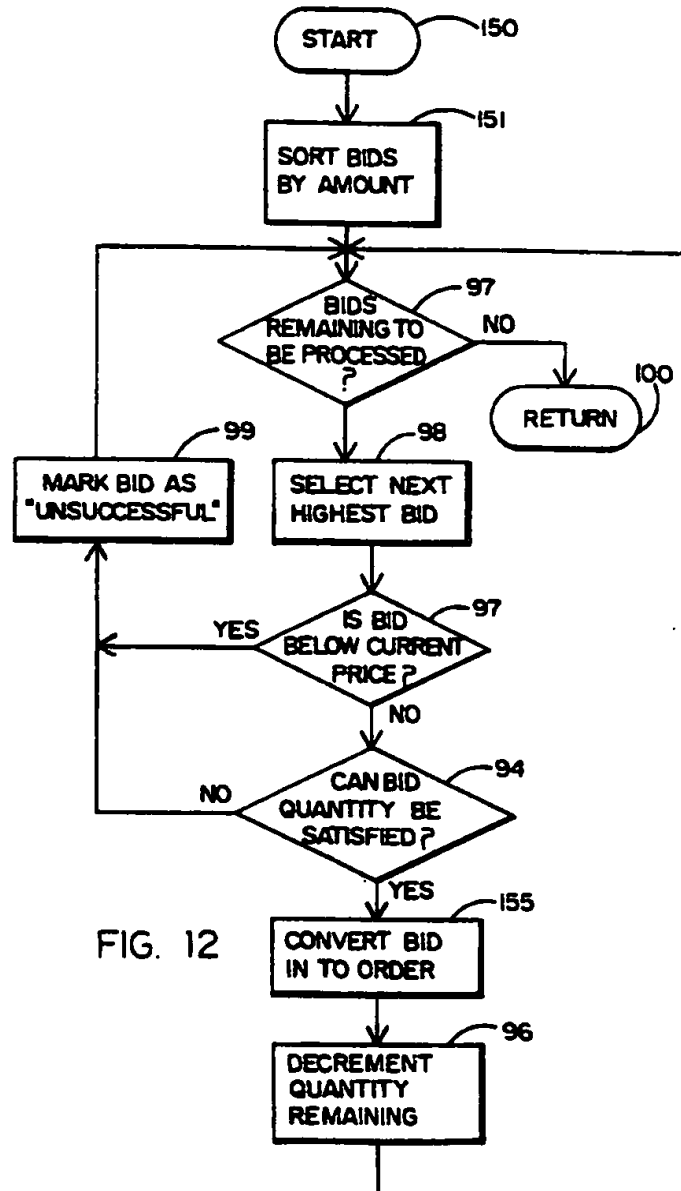 START
150
151
SORT BIDS
BY AMOUNT
97
BIDS
REMAINING TO
BE PROCESSED
?
NO
100
RETURN
99
MARK BID AS
"UNSUCCESSFUL"
98
SELECT NEXT
HIGHEST BID
97
IS BID
BELOW CURRENT
PRICE?
YES
NO
94
CAN BID
QUANTITY BE
SATISFIED?
NO
YES
155
CONVERT BID
IN TO ORDER
FIG. 12
96
DECREMENT
QUANTITY
REMAINING